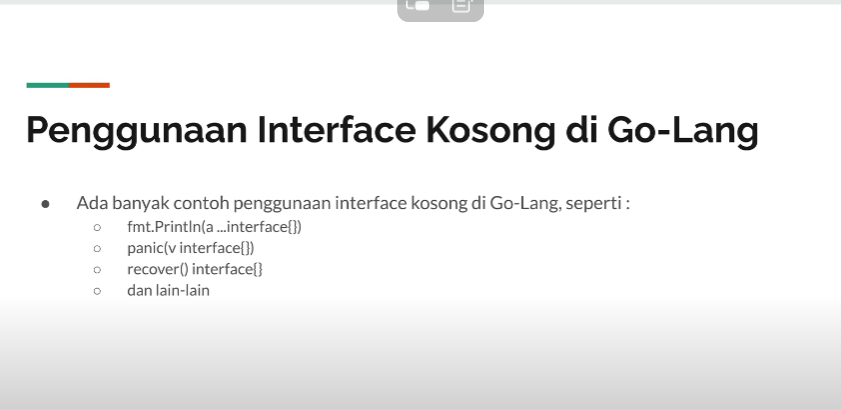 Penggunaan Interface Kosong di Go-Lang
● Ada banyak contoh penggunaan interface kosong di Go-Lang, seperti :
○ fmt.Println(a ...interface{})
○ panic(v interface{})
○ recover() interface{}
○ dan lain-lain